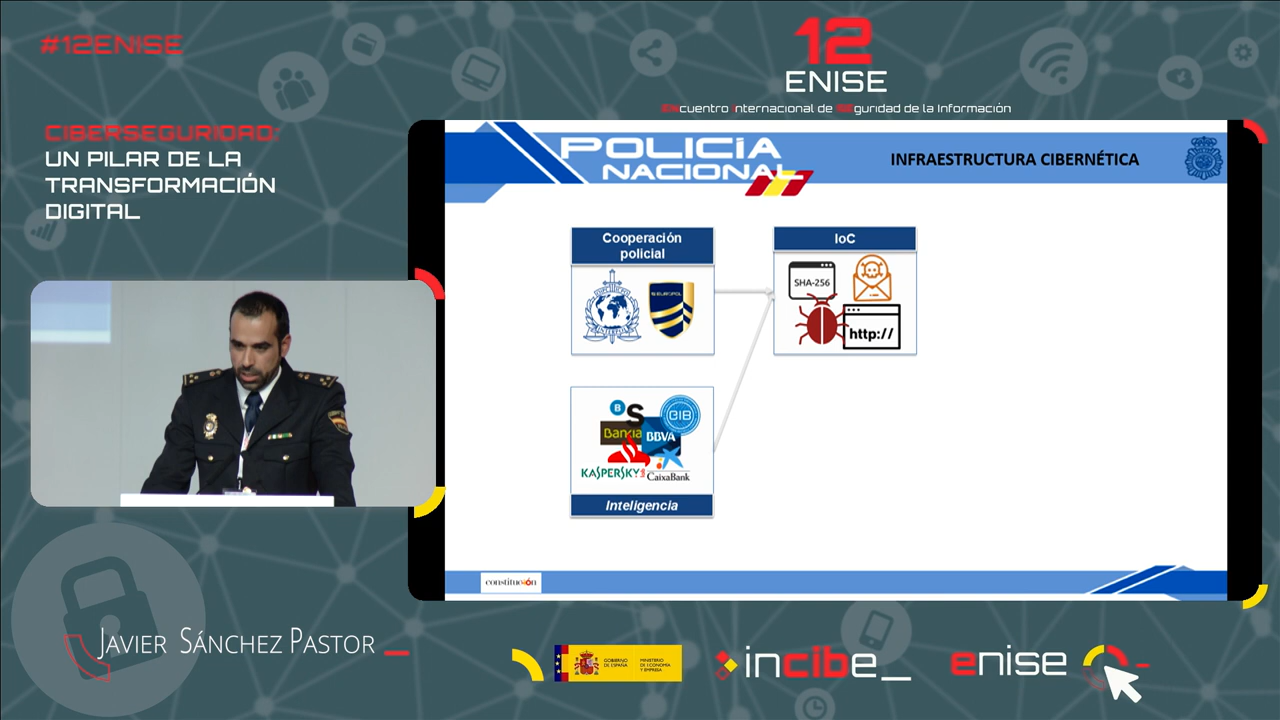 #12ENISE
12
ENISE
ENcuentro INternacional de SEguridad de la Información
CIBERSEGURIDAD:
UN PILAR DE LA
TRANSFORMACIÓN
DIGITAL
POLICÍA
NACIONAL
INFRAESTRUCTURA CIBERNÉTICA
Cooperación
policial
INTERPOL
EUROPOL
IoC
SHA-256
http://
B S
BIB
Bankia
BBVA
KASPERSKY
CaixaBank
Inteligencia
constitución
JAVIER SÁNCHEZ PASTOR
GOBIERNO
DE ESPAÑA
MINISTERIO
DE ECONOMÍA
Y EMPRESA
incibe_
enise